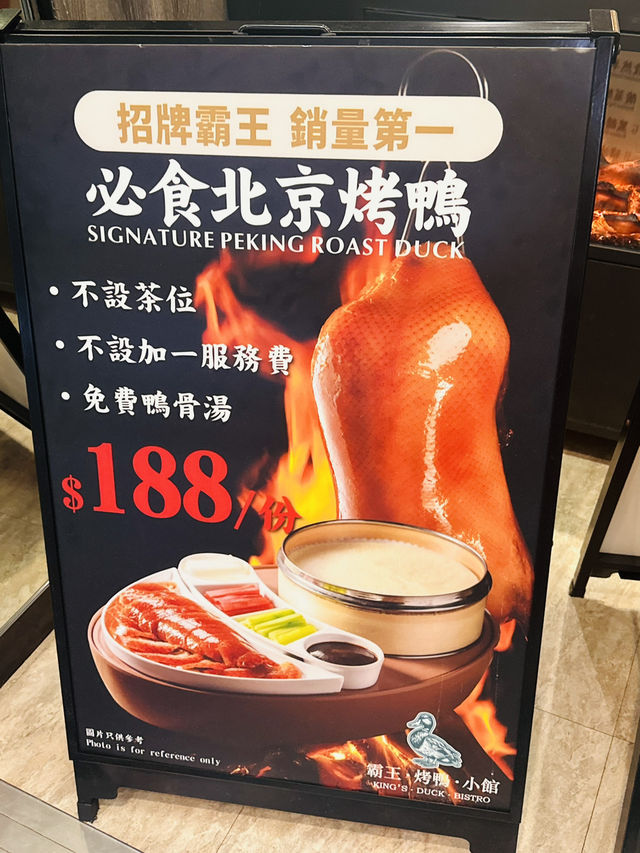 招牌霸王 銷量第一
必食北京烤鴨
SIGNATURE PEKING ROAST DUCK
• 不設茶位
• 不設加一服務費
• 免費鴨骨湯
$188/份
圖片只供參考
Photo is for reference only
霸王·烤鴨·小館
KING'S · DUCK · BISTRO